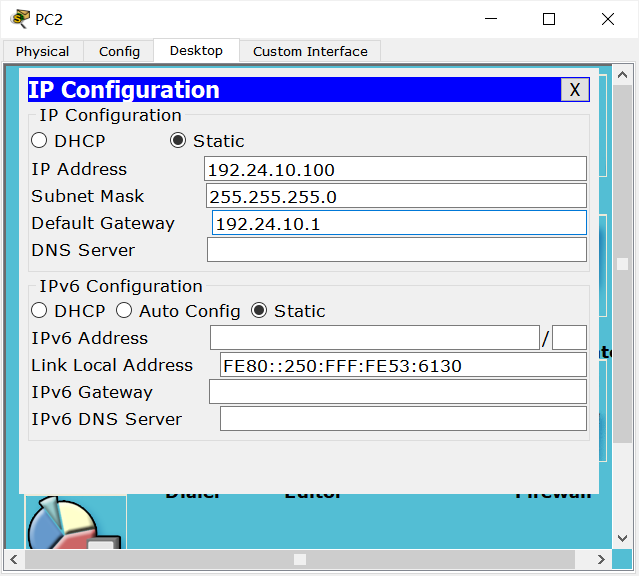 PC2
Physical Config Desktop Custom Interface
IP Configuration X
IP Configuration
DHCP Static
IP Address 192.24.10.100
Subnet Mask 255.255.255.0
Default Gateway 192.24.10.1
DNS Server
IPv6 Configuration
DHCP Auto Config Static
IPv6 Address /
Link Local Address FE80::250:FFF:FE53:6130
IPv6 Gateway
IPv6 DNS Server
Dialer Editor Firewall